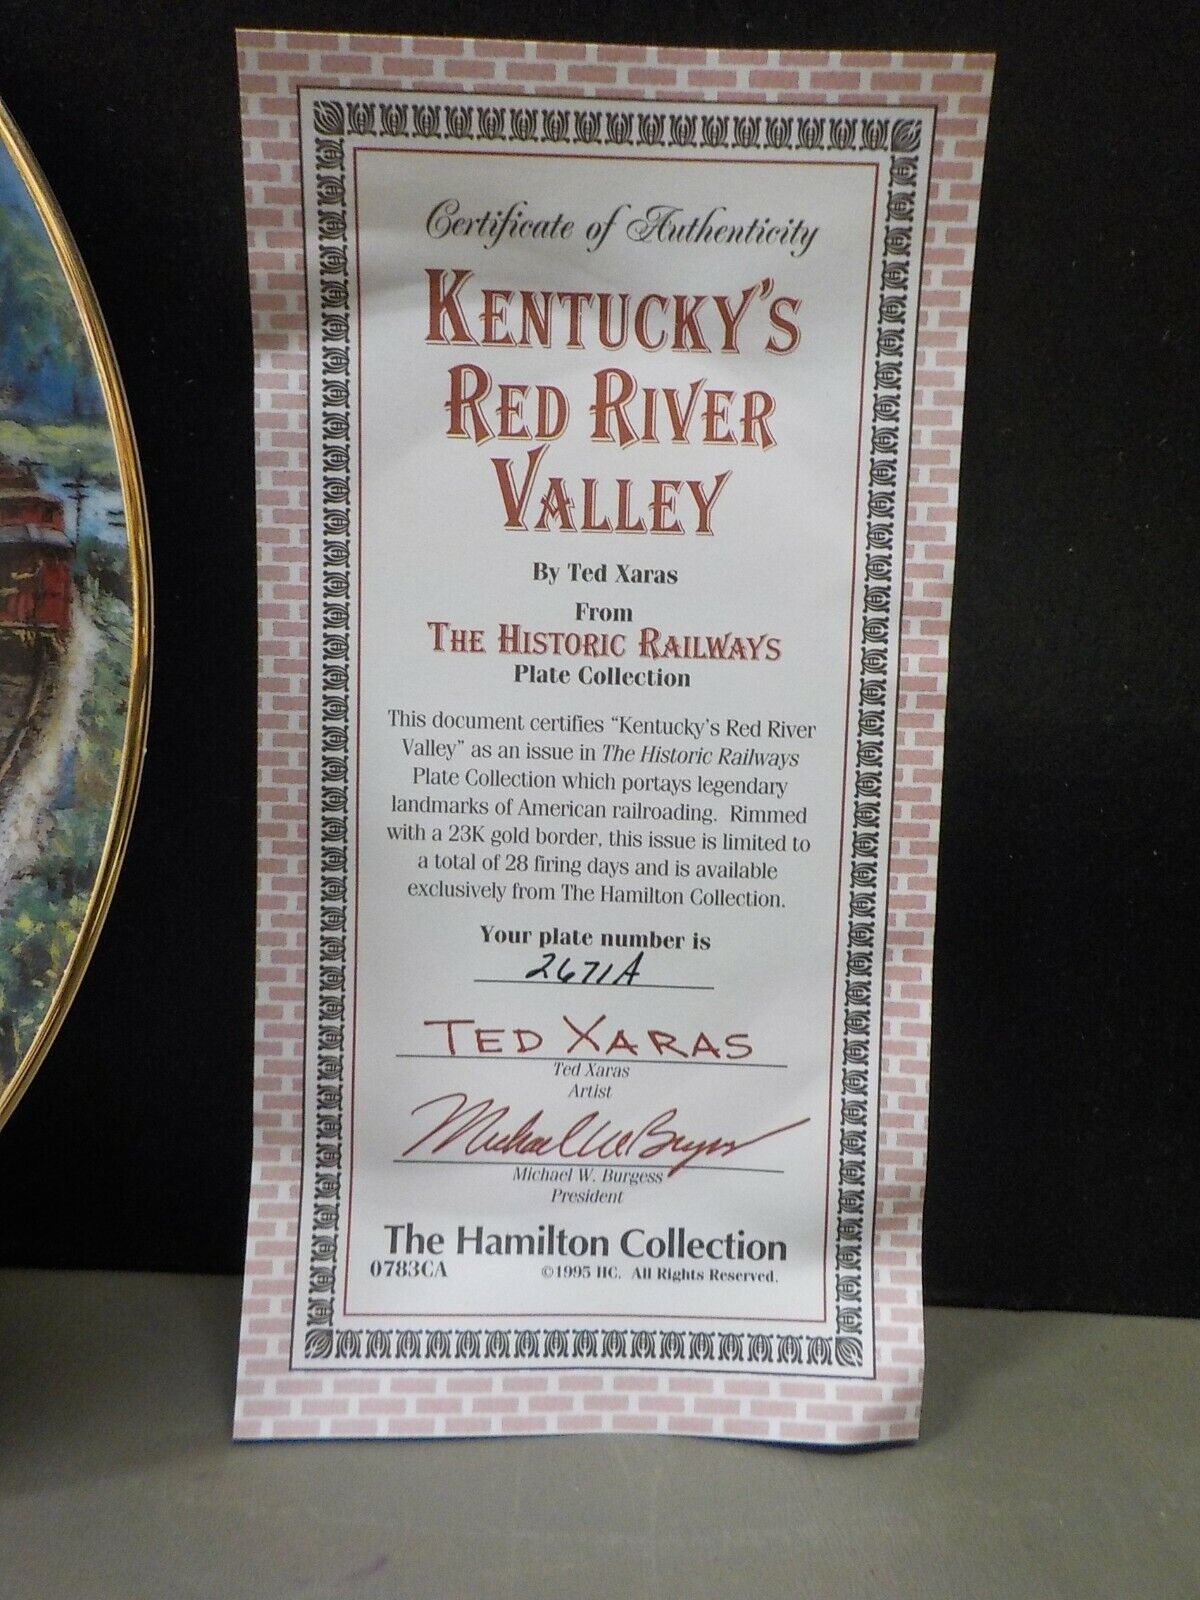 Certificate of Authenticity
KENTUCKY'S
RED RIVER
VALLEY
By Ted Xaras
From
THE HISTORIC RAILWAYS
Plate Collection
This document certifies "Kentucky's Red River
Valley" as an issue in The Historic Railways
Plate Collection which portays legendary
landmarks of American railroading. Rimmed
with a 23K gold border, this issue is limited to
a total of 28 firing days and is available
exclusively from The Hamilton Collection.
Your plate number is
2671A
TED XARAS
Ted Xaras
Artist
Michael W. Burgess
Michael W. Burgess
President
The Hamilton Collection
0783CA ©1995 HC. All Rights Reserved.